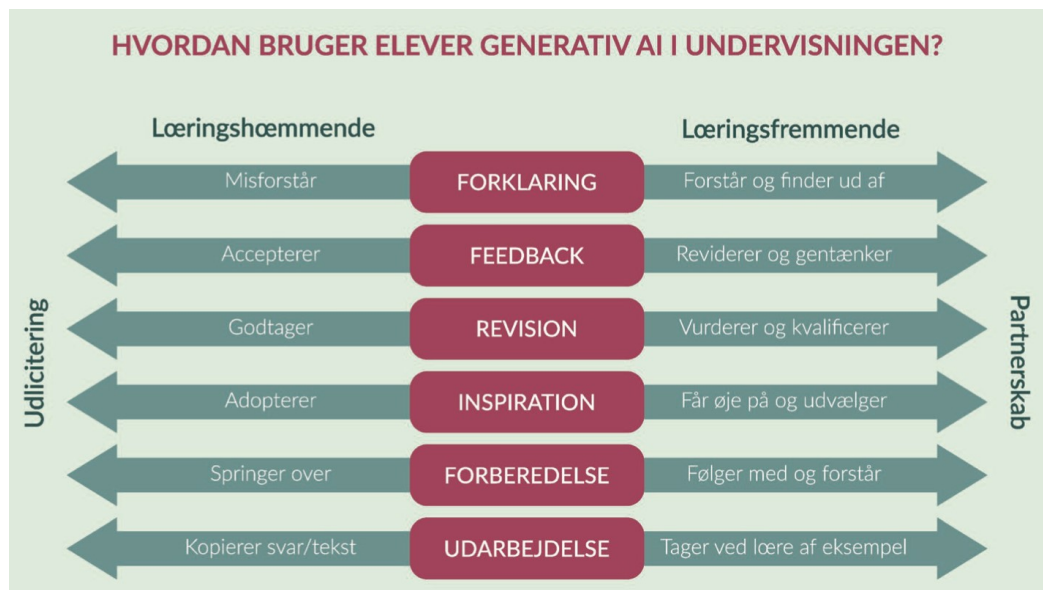 HVORDAN BRUGER ELEVER GENERATIV AI I UNDERVISNINGEN?
Læringshæmmende
Læringsfremmende
Misforstår
FORKLARING
Forstår og finder ud af
Accepterer
FEEDBACK
Reviderer og gentænker
Godtager
REVISION
Vurderer og kvalificerer
Adopterer
INSPIRATION
Får øje på og udvælger
Springer over
FORBEREDELSE
Følger med og forstår
Kopierer svar/tekst
UDARBEJDELSE
Tager ved lære af eksempel
Udlicitering
Partnerskab